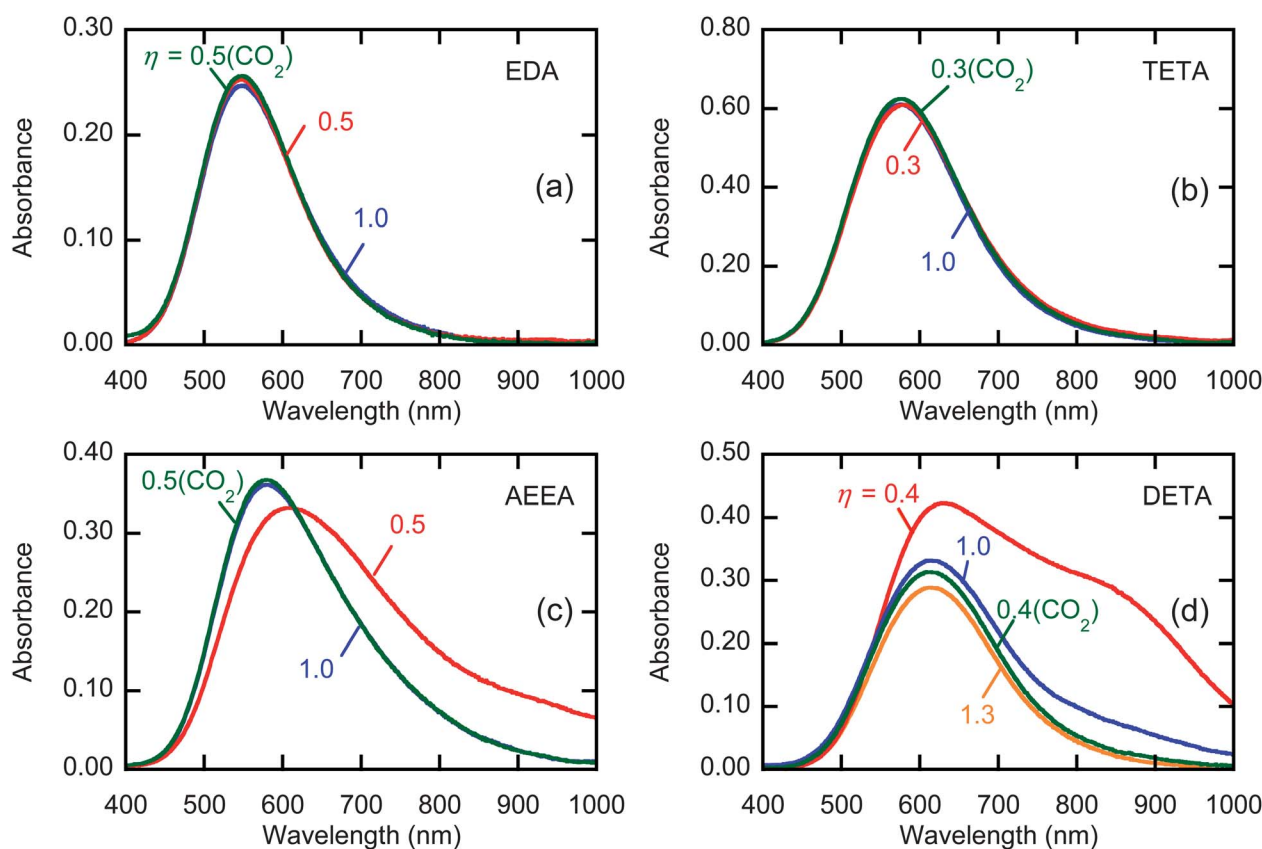 0.30
0.20
0.10
0.00
Absorbance
η = 0.5(CO₂)
EDA
0.5
(a)
1.0
400 500 600 700 800 900 1000
Wavelength (nm)
0.80
0.60
0.40
0.20
0.00
Absorbance
TETA
0.3(CO₂)
0.3
(b)
1.0
400 500 600 700 800 900 1000
Wavelength (nm)
0.40
0.30
0.20
0.10
0.00
Absorbance
0.5(CO₂)
AEEA
0.5
(c)
1.0
400 500 600 700 800 900 1000
Wavelength (nm)
0.50
0.40
0.30
0.20
0.10
0.00
Absorbance
η = 0.4
DETA
1.0
0.4(CO₂)
(d)
1.3
400 500 600 700 800 900 1000
Wavelength (nm)